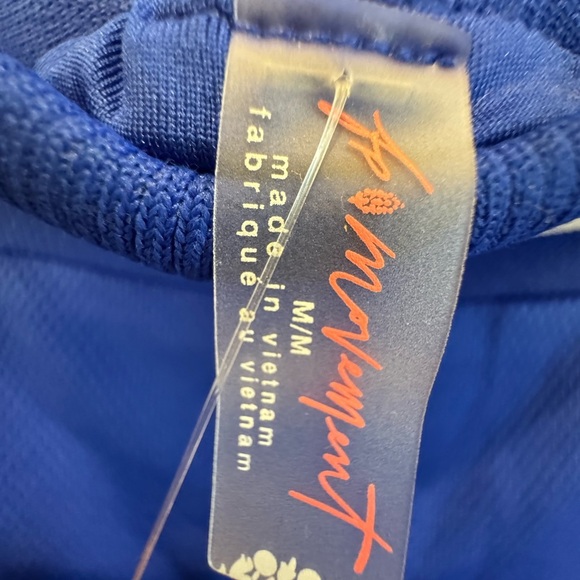 fp movement
M/M
made in vietnam
fabriqué au vietnam